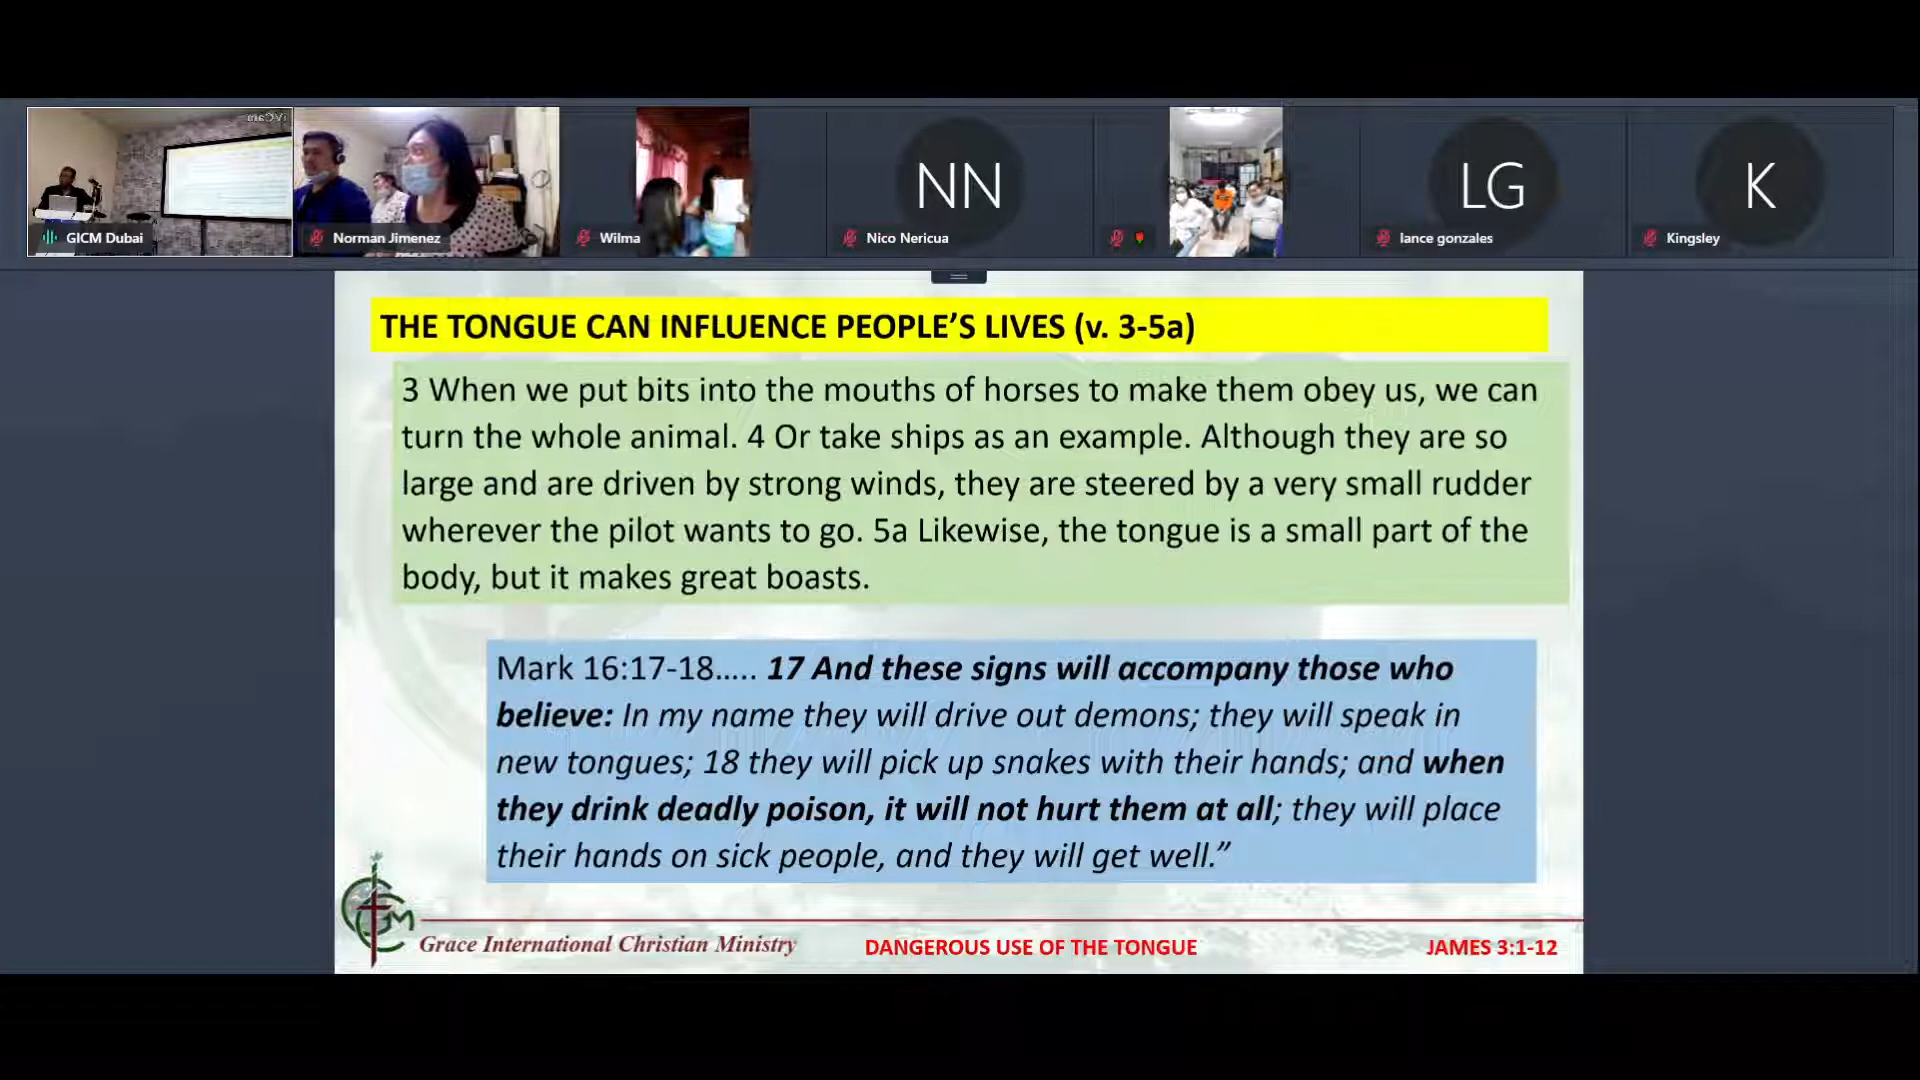 iVCam
GICM Dubai
Norman Jimenez
Wilma
NN
Nico Nericua
LG
lance gonzales
K
Kingsley
THE TONGUE CAN INFLUENCE PEOPLE’S LIVES (v. 3-5a)
3 When we put bits into the mouths of horses to make them obey us, we can
turn the whole animal. 4 Or take ships as an example. Although they are so
large and are driven by strong winds, they are steered by a very small rudder
wherever the pilot wants to go. 5a Likewise, the tongue is a small part of the
body, but it makes great boasts.
Mark 16:17-18….. 17 And these signs will accompany those who
believe: In my name they will drive out demons; they will speak in
new tongues; 18 they will pick up snakes with their hands; and when
they drink deadly poison, it will not hurt them at all; they will place
their hands on sick people, and they will get well.”
GICM
Grace International Christian Ministry
DANGEROUS USE OF THE TONGUE
JAMES 3:1-12